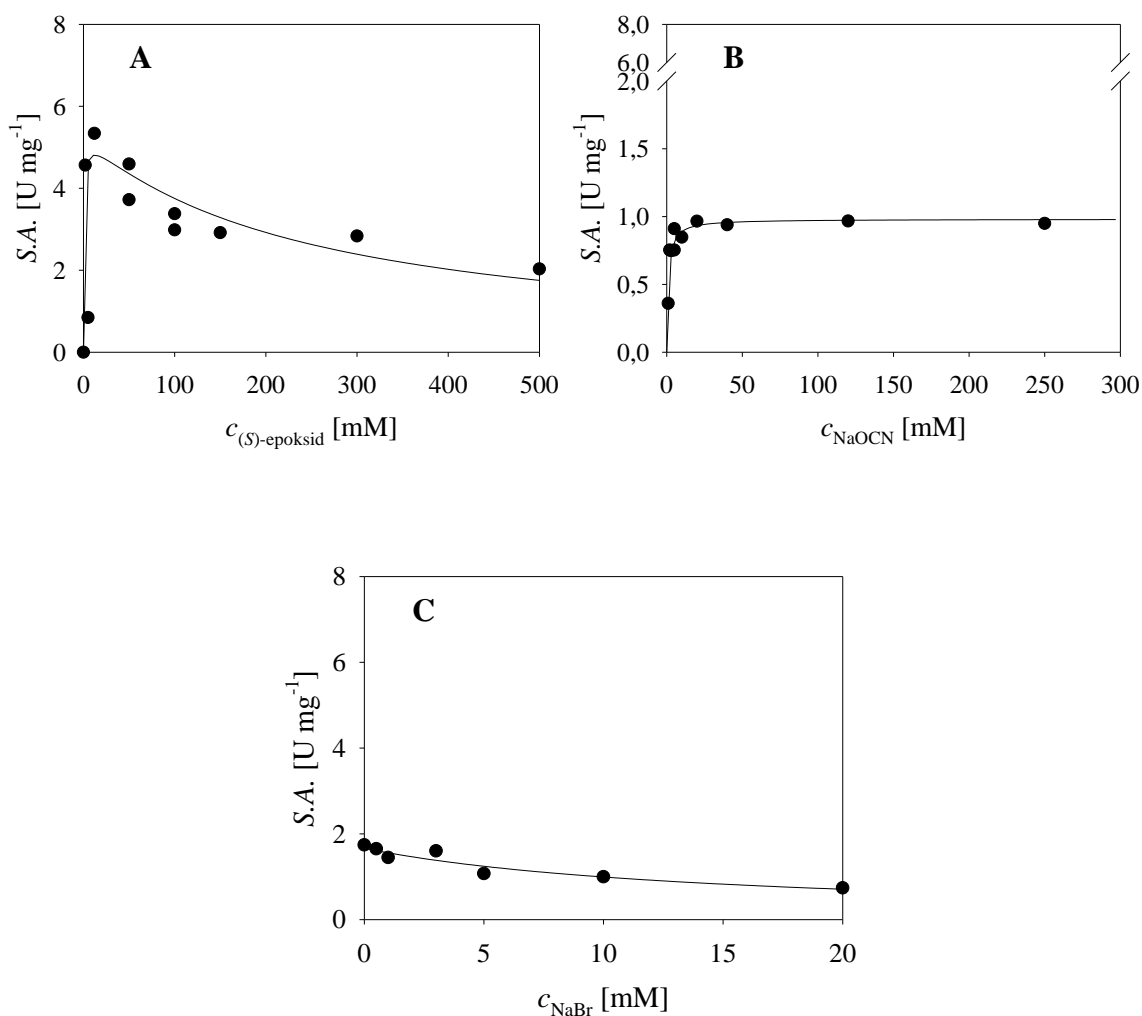 A
S.A. [U mg-1]
8
6
4
2
0
0 100 200 300 400 500
c(S)-epoksid [mM]
B
S.A. [U mg-1]
8,0
6,0
2,0
1,5
1,0
0,5
0,0
0 50 100 150 200 250 300
cNaOCN [mM]
C
S.A. [U mg-1]
8
6
4
2
0
0 5 10 15 20
cNaBr [mM]